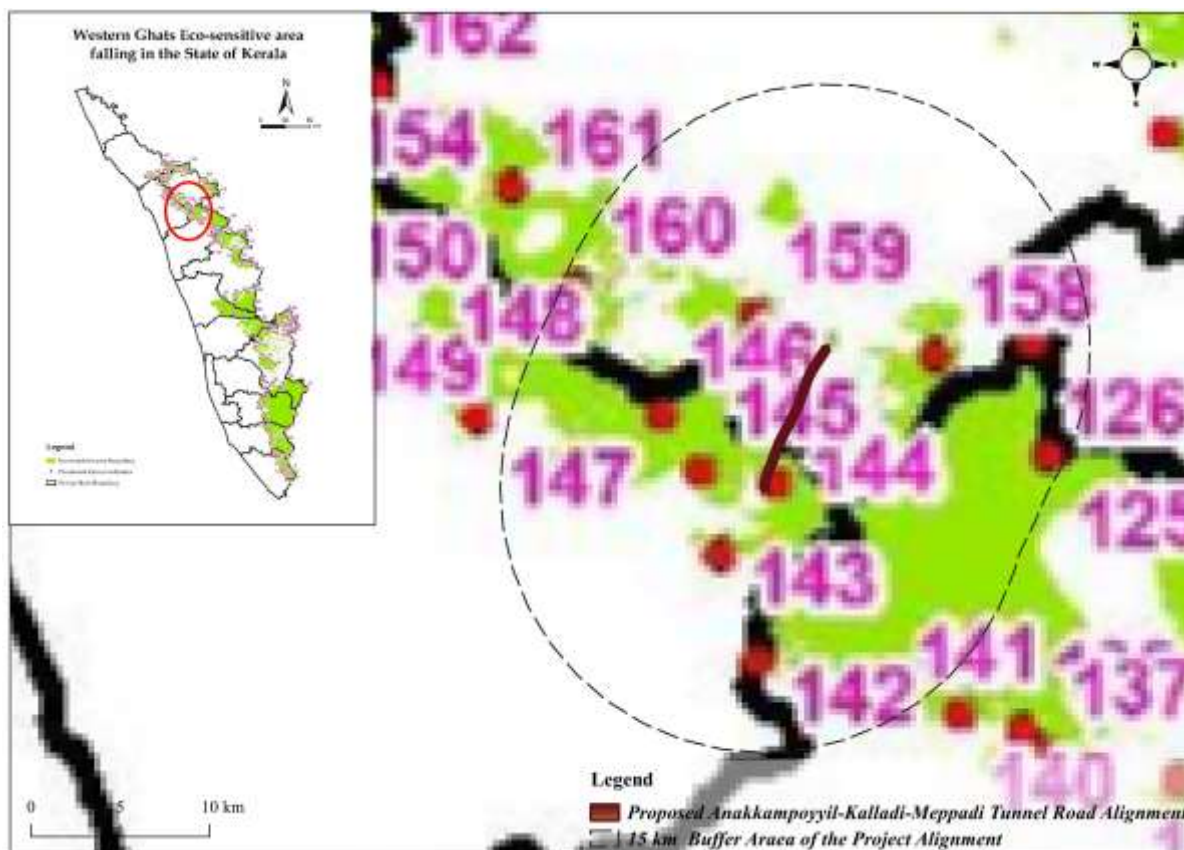 Western Ghats Eco-sensitive area
falling in the State of Kerala
N
Legend
N
W
E
S
162
154
161
160
150
159
148
158
149
146
145
126
147
144
125
143
141
137
142
140
Legend
Proposed Anakkampoyyil-Kalladi-Meppadi Tunnel Road Alignment
15 km Buffer Araea of the Project Alignment
0 5 10 km